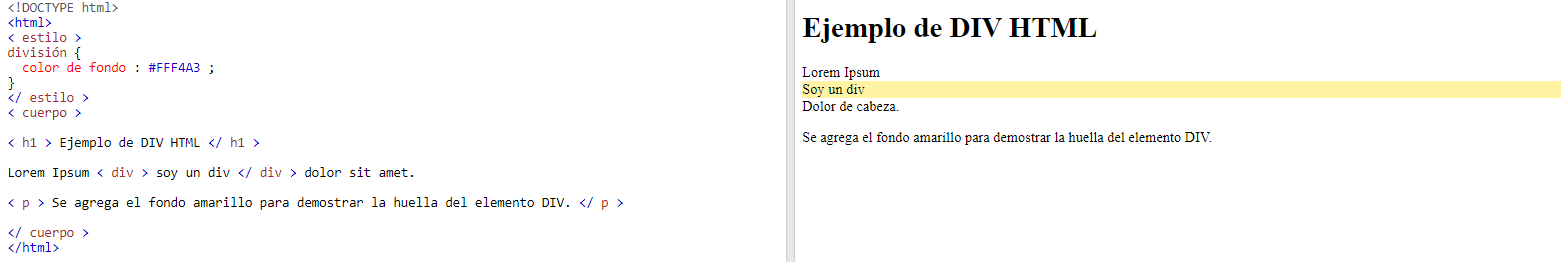 <!DOCTYPE html>
<html>
< estilo >
división {
color de fondo : #FFF4A3 ;
}
</ estilo >
< cuerpo >
< h1 > Ejemplo de DIV HTML </ h1 >
Lorem Ipsum < div > soy un div </ div > dolor sit amet.
< p > Se agrega el fondo amarillo para demostrar la huella del elemento DIV. </ p >
</ cuerpo >
</html>
Ejemplo de DIV HTML
Lorem Ipsum
Soy un div
Dolor de cabeza.
Se agrega el fondo amarillo para demostrar la huella del elemento DIV.